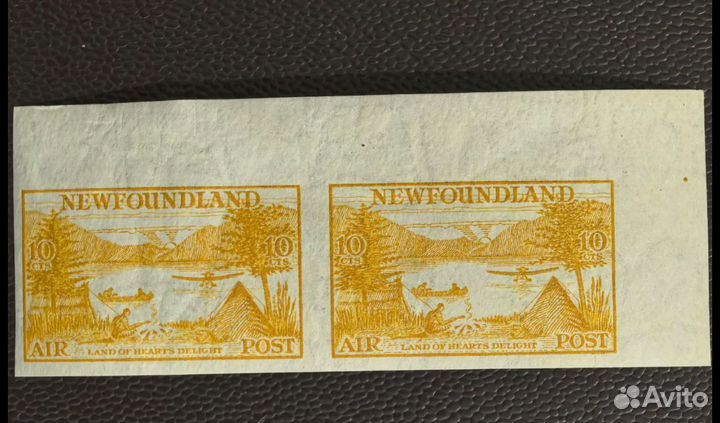 NEWFOUNDLAND
10 CTS. 10 CTS.
AIR LAND OF HEARTS DELIGHT POST
NEWFOUNDLAND
10 CTS. 10 CTS.
AIR LAND OF HEARTS DELIGHT POST
Avito